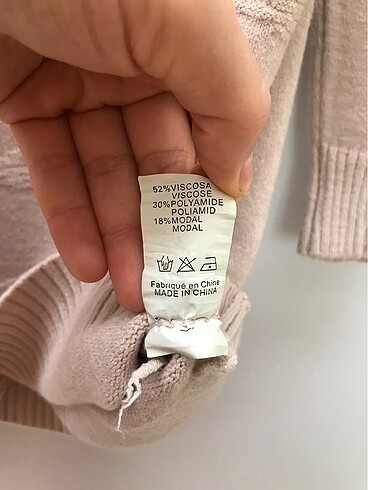 52%VISCOSA
VISCOSE
30%POLYAMIDE
POLIAMID
18%MODAL
MODAL
Fabriqué en Chine
MADE IN CHINA